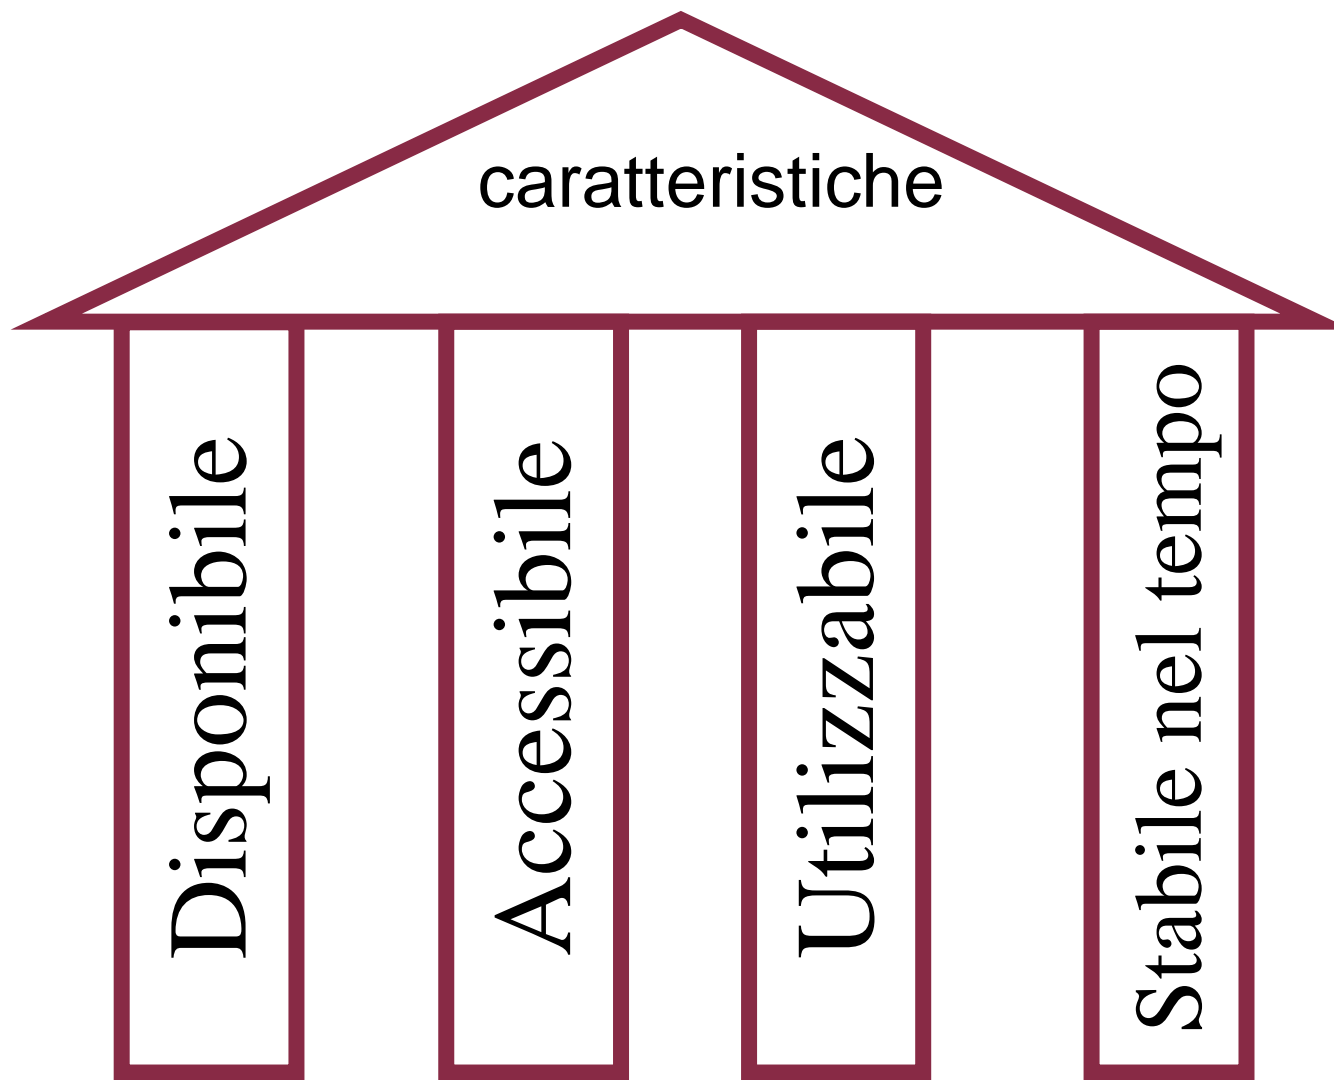 caratteristiche
Disponibile
Accessibile
Utilizzabile
Stabile nel tempo